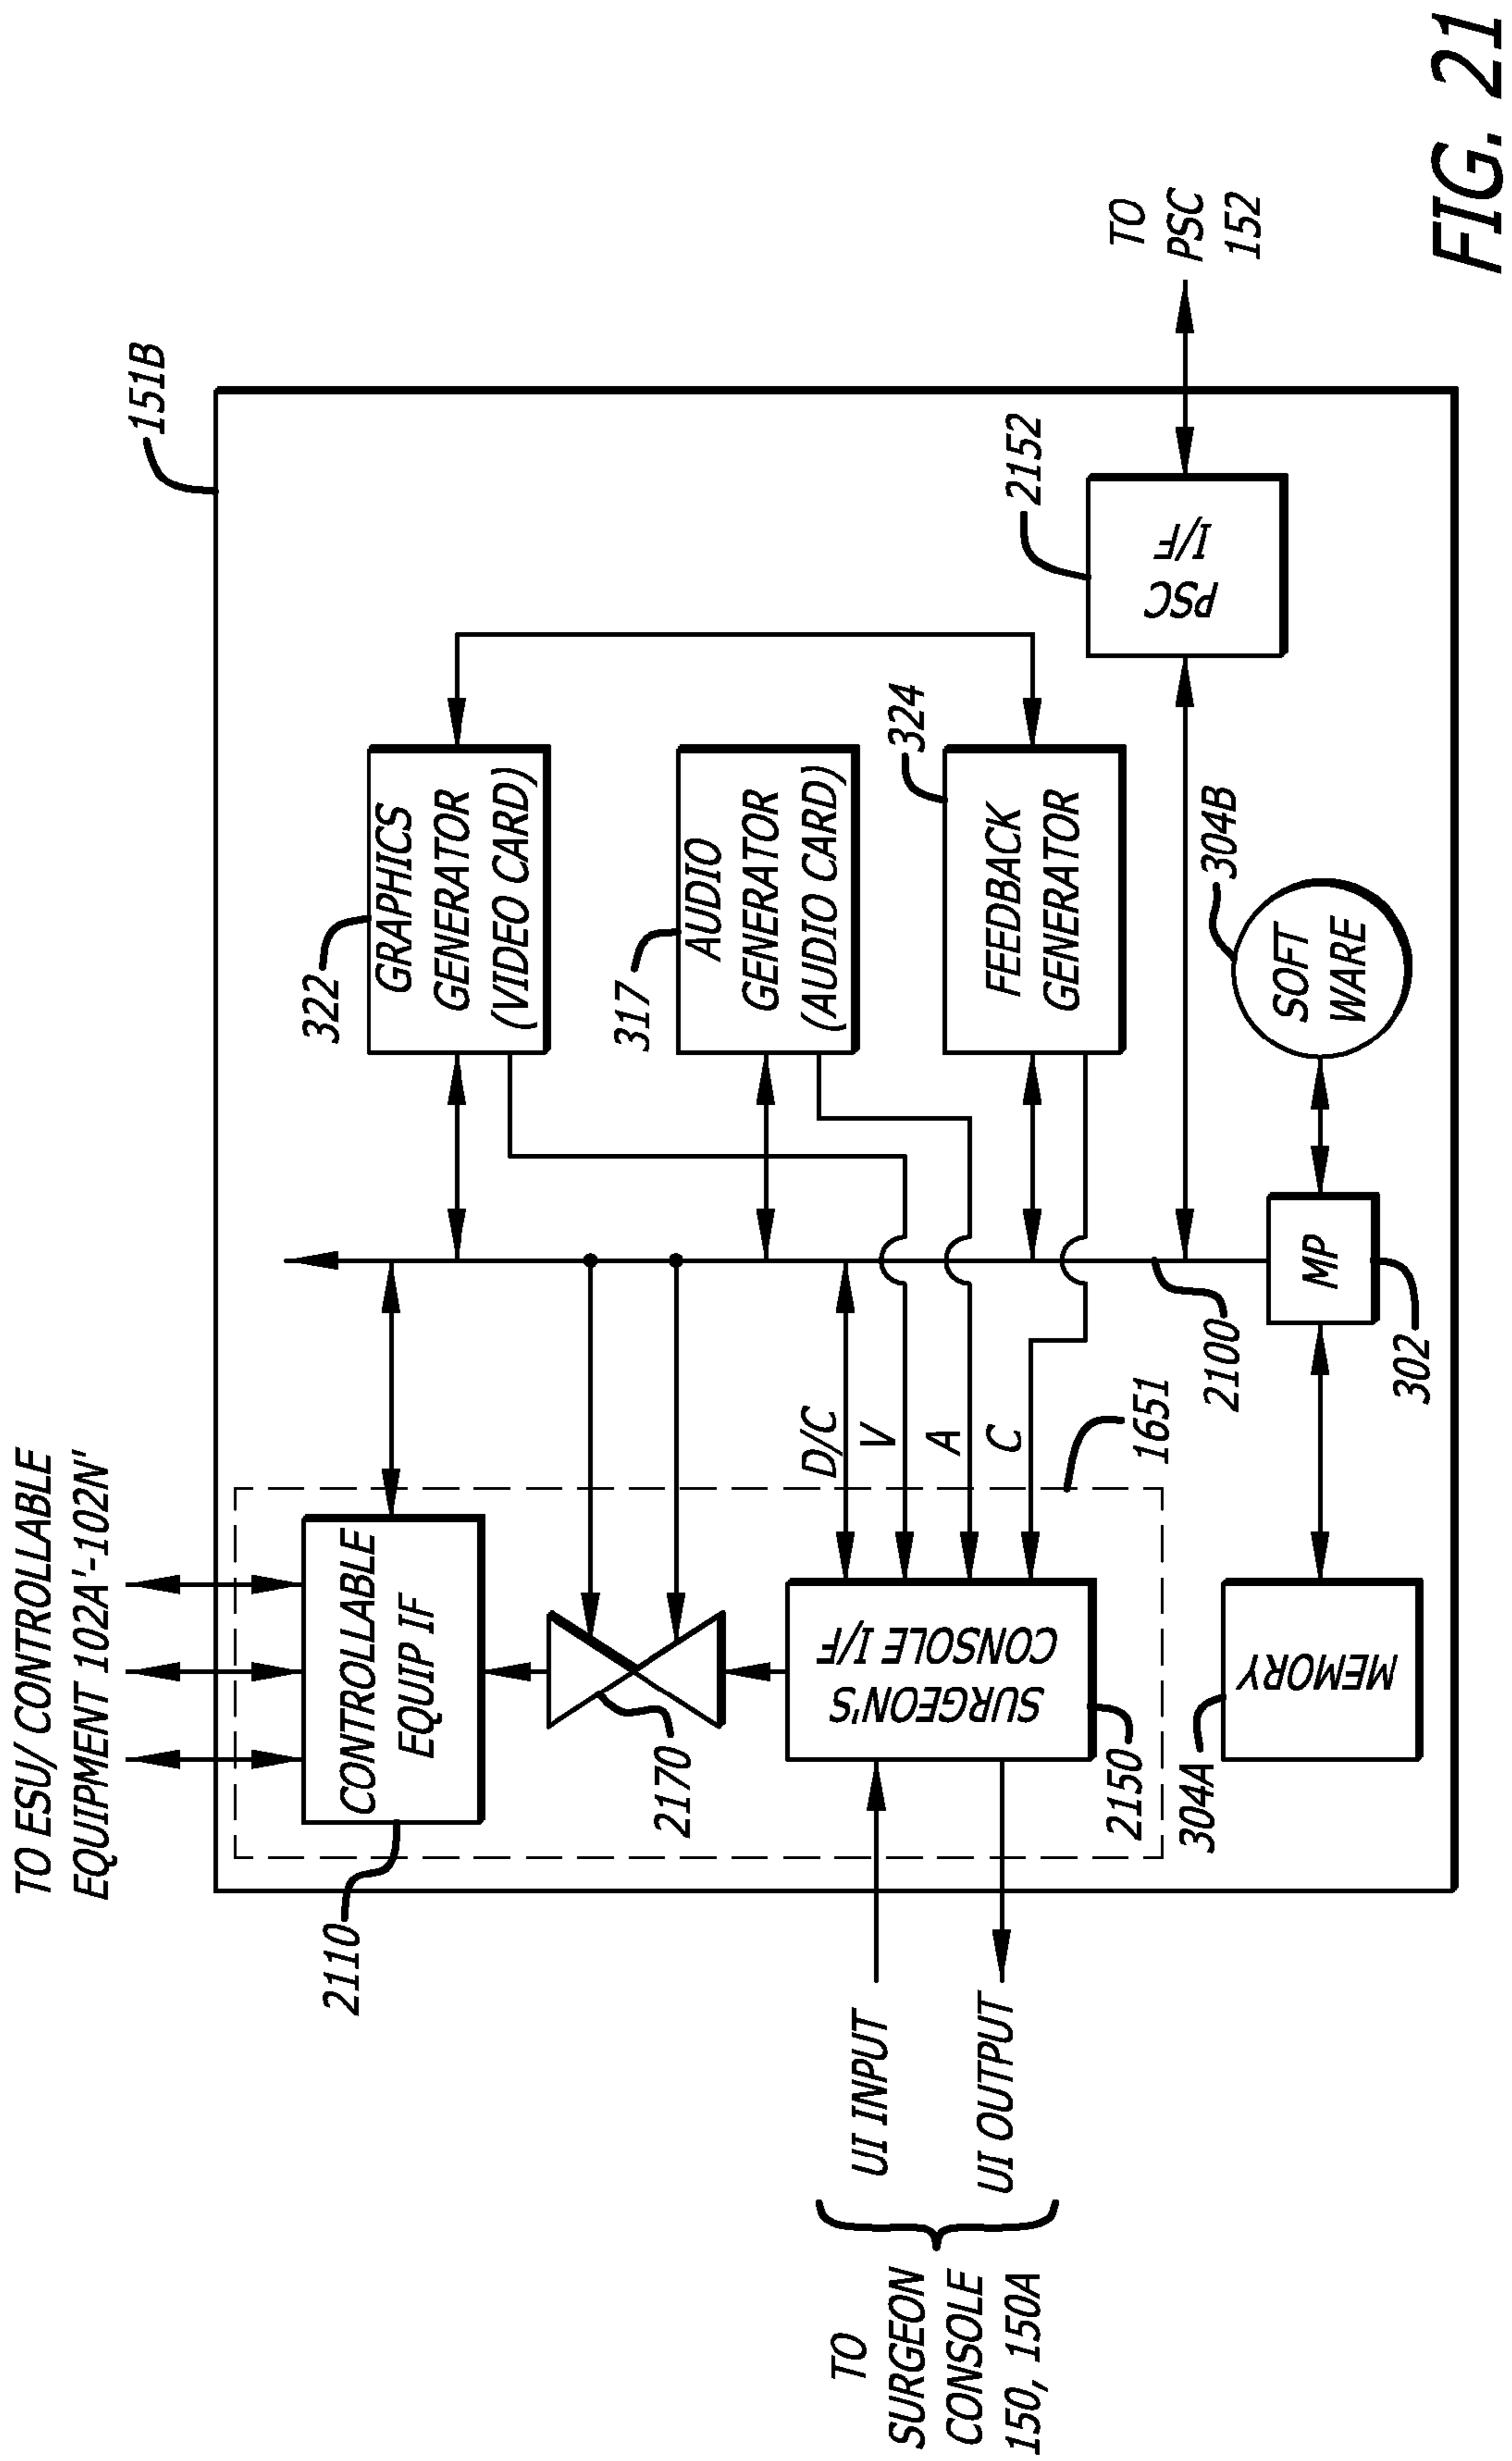 TO ESU/ CONTROLLABLE
EQUIPMENT 102A'-102N'
151B
2110
CONTROLLABLE
EQUIP IF
322
GRAPHICS
GENERATOR
(VIDEO CARD)
2170
317
AUDIO
GENERATOR
(AUDIO CARD)
TO
SURGEON
CONSOLE
150, 150A
UI INPUT
UI OUTPUT
SURGEON'S
CONSOLE I/F
2150
D/C
V
A
C
1651
324
FEEDBACK
GENERATOR
2100
304A
MEMORY
MP
302
304B
SOFT
WARE
2152
PSC
I/F
TO
PSC
152
FIG. 21